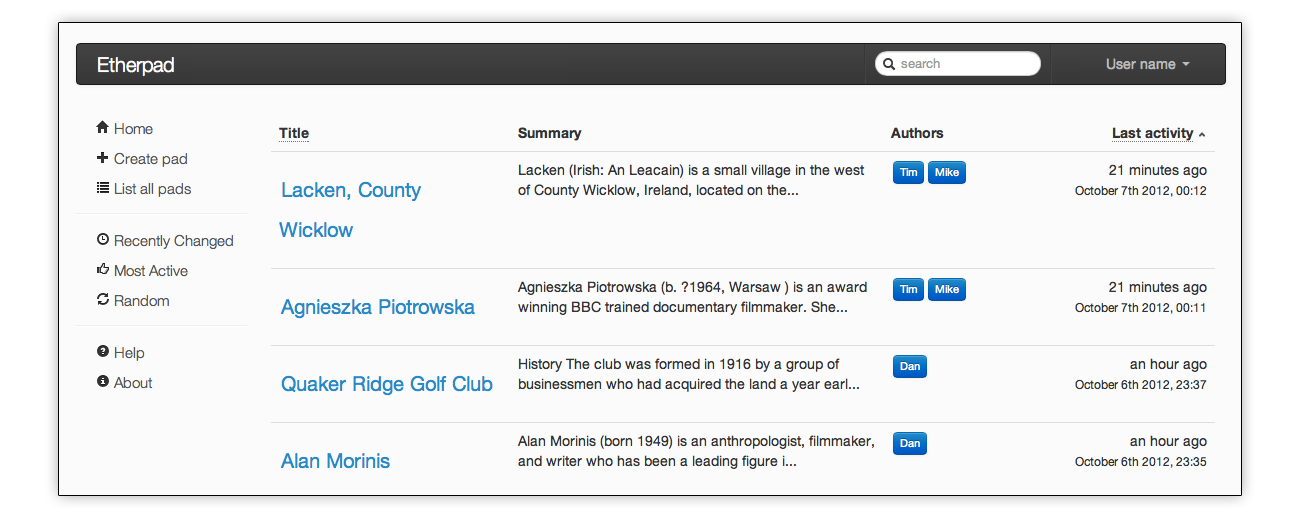 Etherpad
search
User name
Home
Create pad
List all pads
Recently Changed
Most Active
Random
Help
About
Title Summary Authors Last activity
Lacken, County
Wicklow
Lacken (Irish: An Leacain) is a small village in the west
of County Wicklow, Ireland, located on the...
Tim Mike
21 minutes ago
October 7th 2012, 00:12
Agnieszka Piotrowska
Agnieszka Piotrowska (b. ?1964, Warsaw ) is an award
winning BBC trained documentary filmmaker. She...
Tim Mike
21 minutes ago
October 7th 2012, 00:11
Quaker Ridge Golf Club
History The club was formed in 1916 by a group of
businessmen who had acquired the land a year earl...
Dan
an hour ago
October 6th 2012, 23:37
Alan Morinis
Alan Morinis (born 1949) is an anthropologist, filmmaker,
and writer who has been a leading figure i...
Dan
an hour ago
October 6th 2012, 23:35